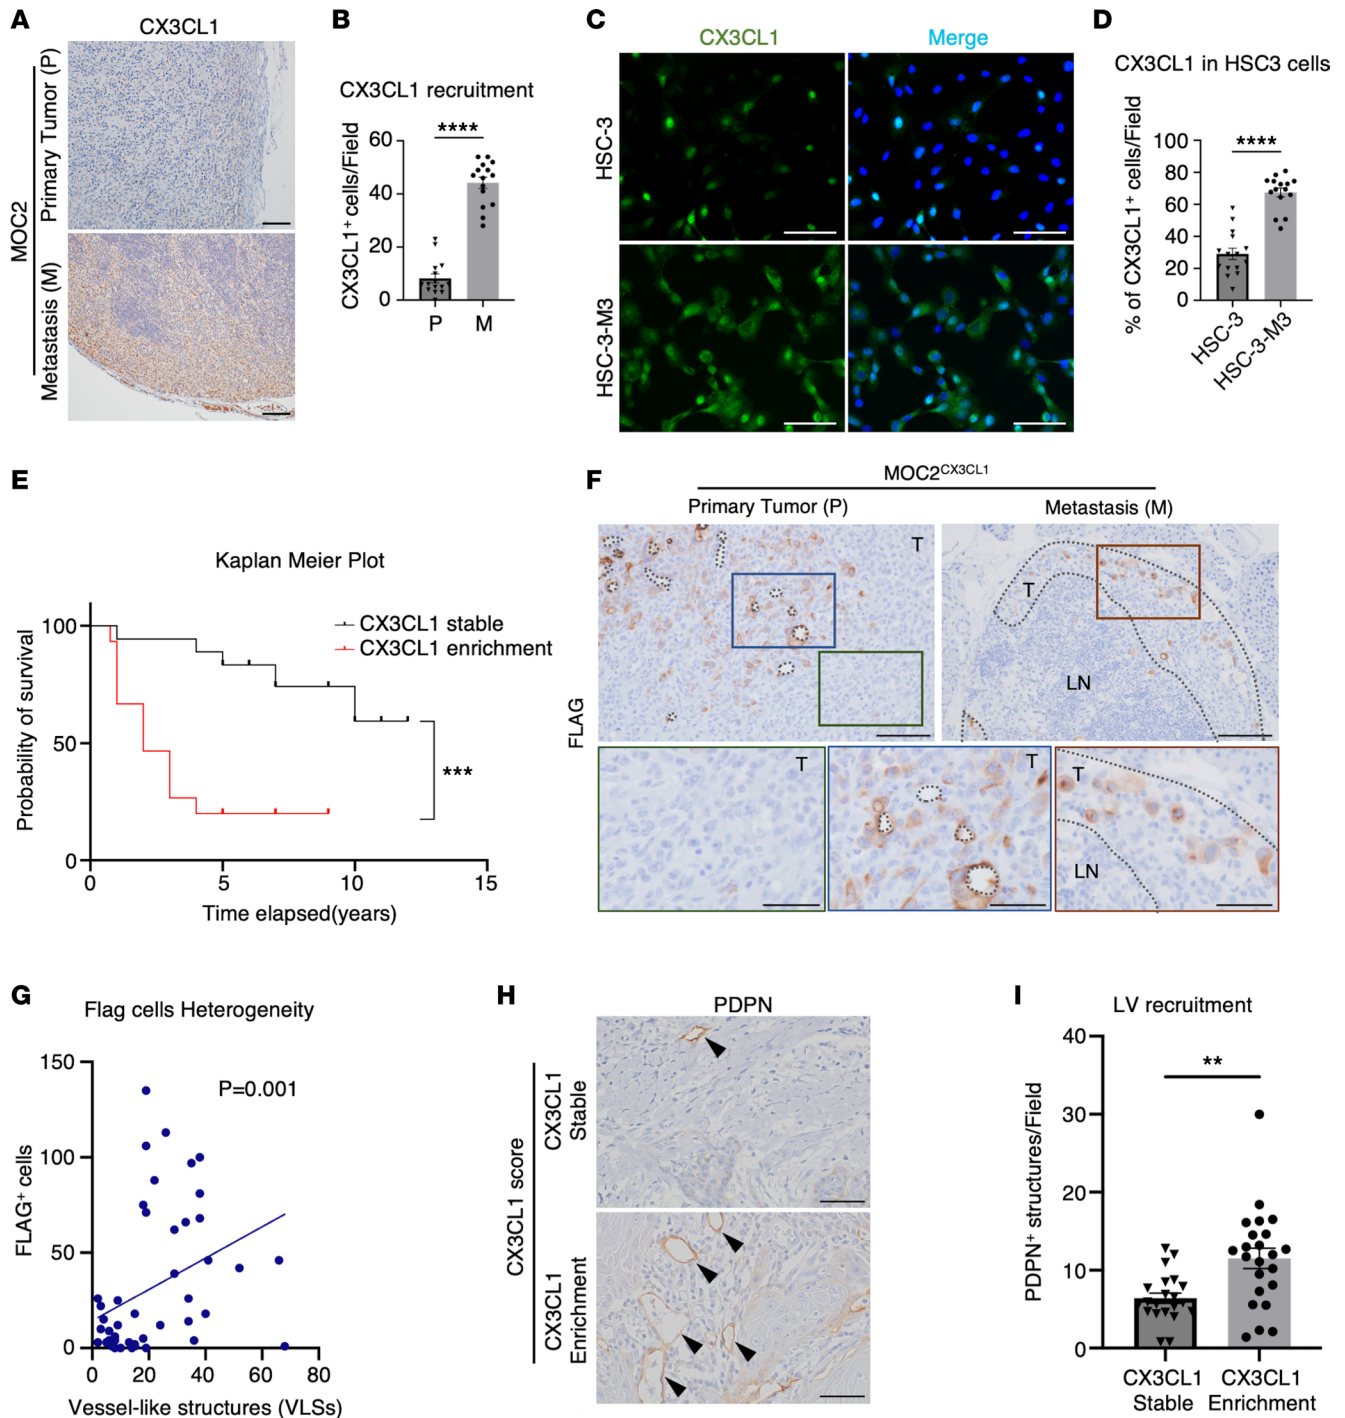 A
CX3CL1
MOC2
Primary Tumor (P)
Metastasis (M)
B
CX3CL1 recruitment
****
CX3CL1⁺ cells/Field
60
40
20
0
P
M
C
CX3CL1
Merge
HSC-3
HSC-3-M3
D
CX3CL1 in HSC3 cells
****
% of CX3CL1⁺ cells/Field
100
80
60
40
20
0
HSC-3
HSC-3-M3
E
Kaplan Meier Plot
CX3CL1 stable
CX3CL1 enrichment
Probability of survival
100
50
0
***
0
5
10
15
Time elapsed(years)
F
MOC2ᶜˣ³ᶜᴸ¹
Primary Tumor (P)
Metastasis (M)
FLAG
T
T
LN
T
T
T
LN
G
Flag cells Heterogeneity
P=0.001
FLAG⁺ cells
150
100
50
0
0
20
40
60
80
Vessel-like structures (VLSs)
H
PDPN
CX3CL1 score
CX3CL1
Stable
CX3CL1
Enrichment
I
LV recruitment
**
PDPN⁺ structures/Field
40
30
20
10
0
CX3CL1
Stable
CX3CL1
Enrichment